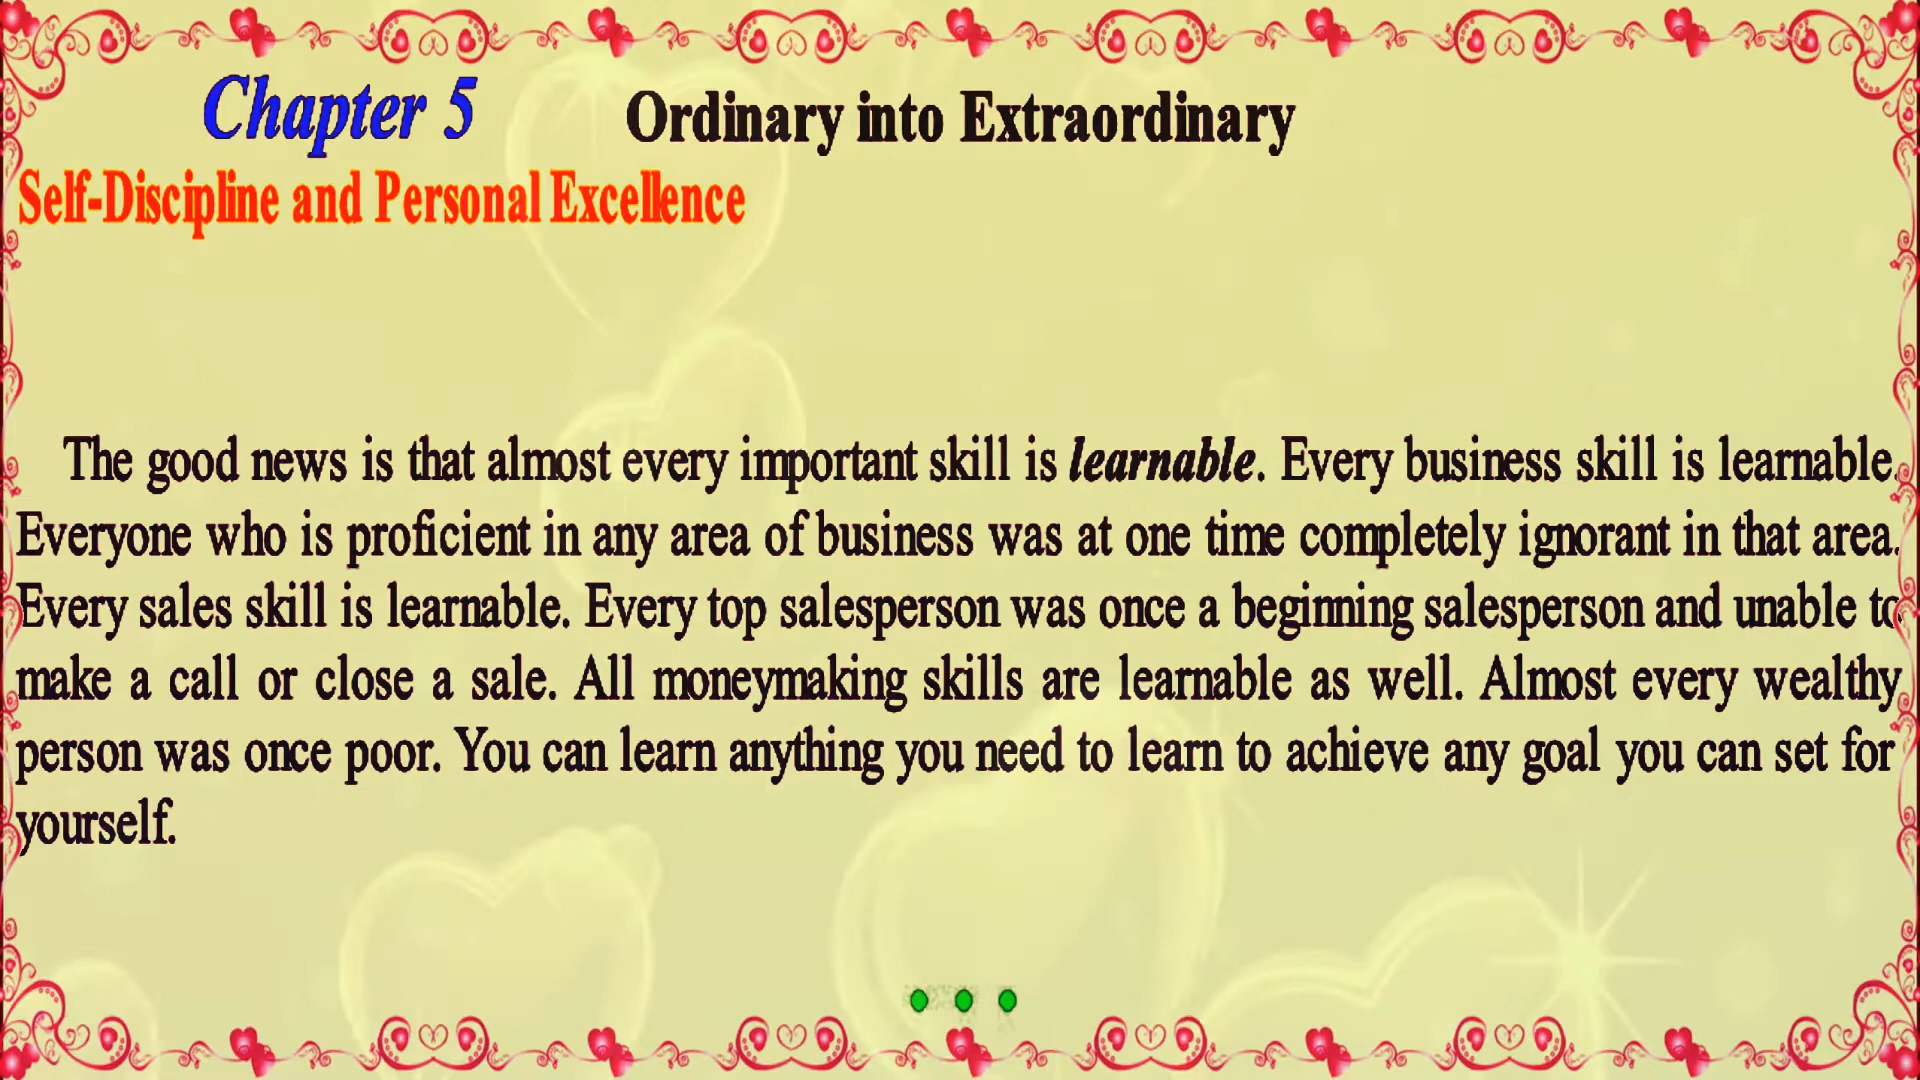 Chapter 5 Ordinary into Extraordinary
Self-Discipline and Personal Excellence
The good news is that almost every important skill is learnable. Every business skill is learnable.
Everyone who is proficient in any area of business was at one time completely ignorant in that area.
Every sales skill is learnable. Every top salesperson was once a beginning salesperson and unable to
make a call or close a sale. All moneymaking skills are learnable as well. Almost every wealthy
person was once poor. You can learn anything you need to learn to achieve any goal you can set for
yourself.